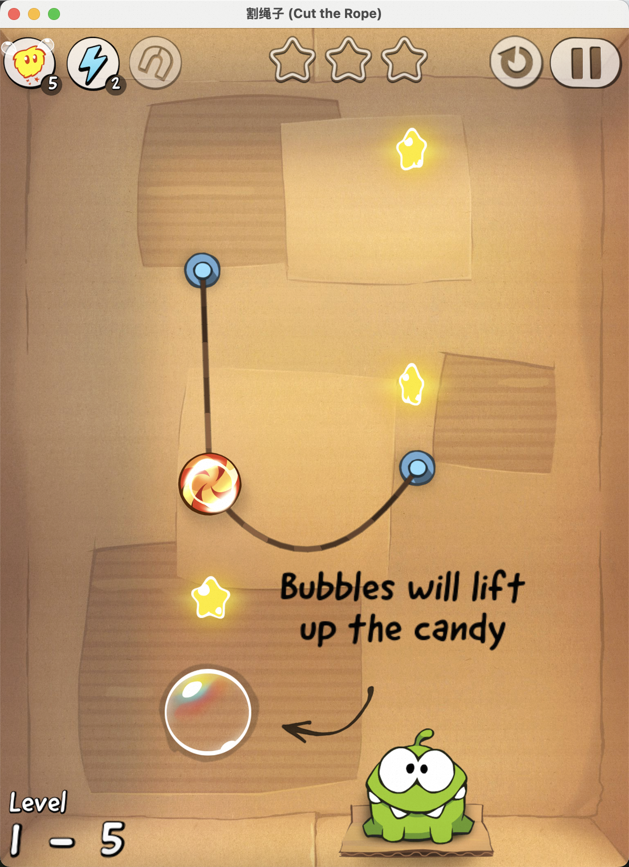 割绳子 (Cut the Rope)
5
2
Bubbles will lift
up the candy
Level
1 - 5